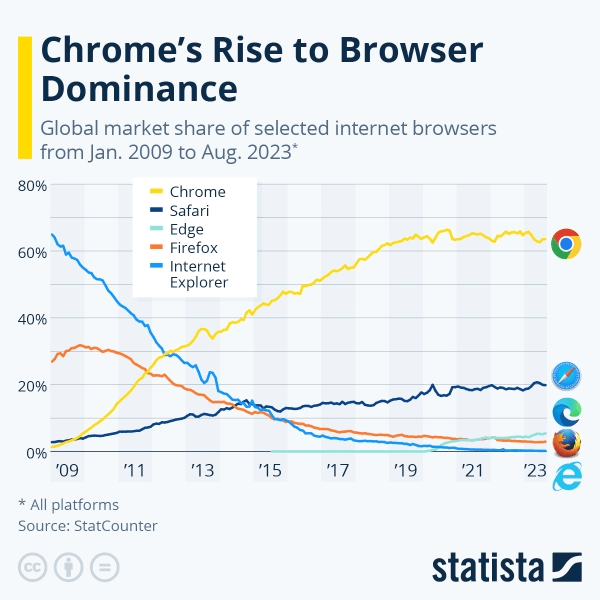 Chrome's Rise to Browser
Dominance
Global market share of selected internet browsers
from Jan. 2009 to Aug. 2023*
80%
60%
40%
20%
0%
Chrome
Safari
Edge
Firefox
Internet
Explorer
'09 '11 '13 '15 '17 '19 '21 '23
* All platforms
Source: StatCounter
cc
statista